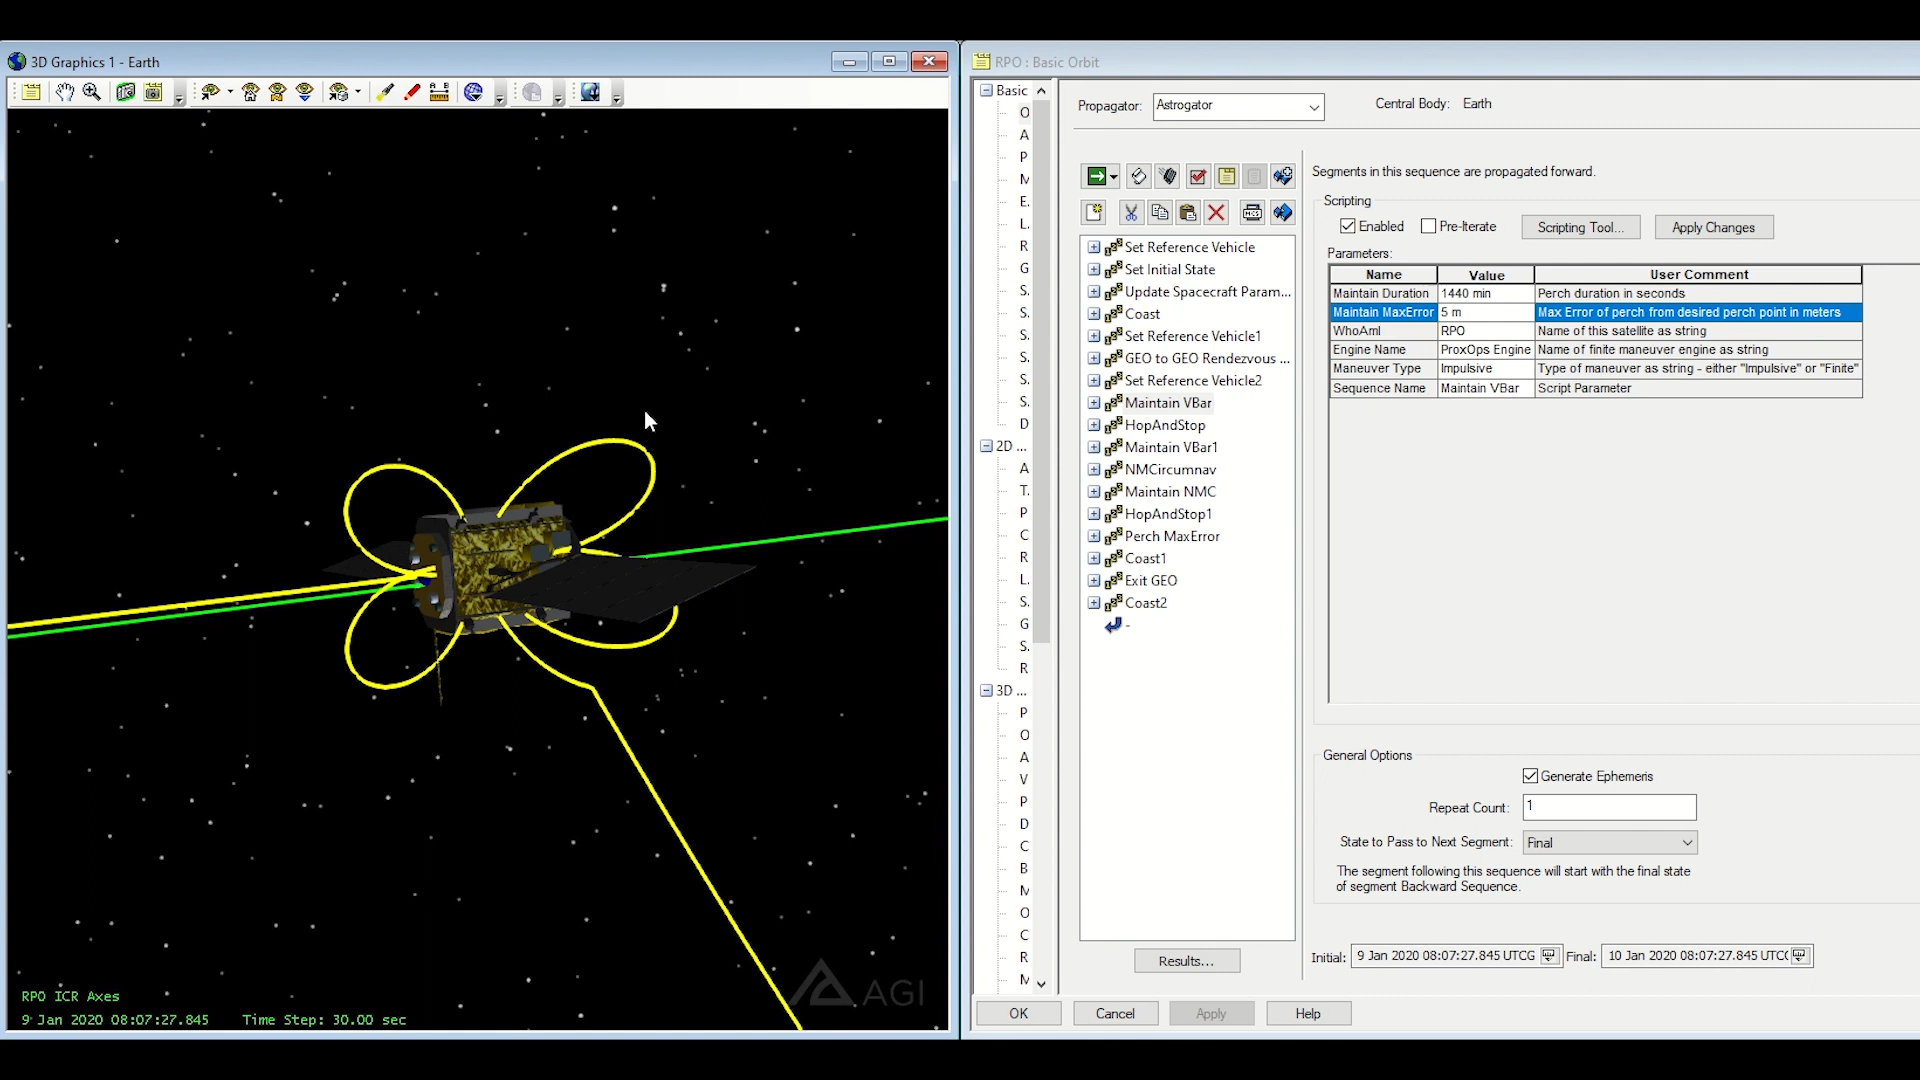 3D Graphics 1 - Earth
RPO ICR Axes
9 Jan 2020 08:07:27.845 Time Step: 30.00 sec
AGI
RPO : Basic Orbit
Basic
O
A
P
M
E.
L.
R
G
S.
S.
S.
S.
S.
S.
D
2D ...
A
T.
P
C
R
L.
S.
G
S.
R
3D ...
P
O
A
V
P
D
C
B
M
O
C
R
M
Propagator: Astrogator Central Body: Earth
MCS
Set Reference Vehicle
Set Initial State
Update Spacecraft Param...
Coast
Set Reference Vehicle1
GEO to GEO Rendezvous ...
Set Reference Vehicle2
Maintain VBar
HopAndStop
Maintain VBar1
NMCircumnav
Maintain NMC
HopAndStop1
Perch MaxError
Coast1
Exit GEO
Coast2
-
Results...
Segments in this sequence are propagated forward.
Scripting
Enabled Pre-Iterate Scripting Tool... Apply Changes
Parameters:
Name Value User Comment
Maintain Duration 1440 min Perch duration in seconds
Maintain MaxError 5 m Max Error of perch from desired perch point in meters
WhoAmI RPO Name of this satellite as string
Engine Name ProxOps Engine Name of finite maneuver engine as string
Maneuver Type Impulsive Type of maneuver as string - either "Impulsive" or "Finite"
Sequence Name Maintain VBar Script Parameter
General Options
Generate Ephemeris
Repeat Count: 1
State to Pass to Next Segment: Final
The segment following this sequence will start with the final state
of segment Backward Sequence.
Initial: 9 Jan 2020 08:07:27.845 UTCG Final: 10 Jan 2020 08:07:27.845 UTC
OK Cancel Apply Help